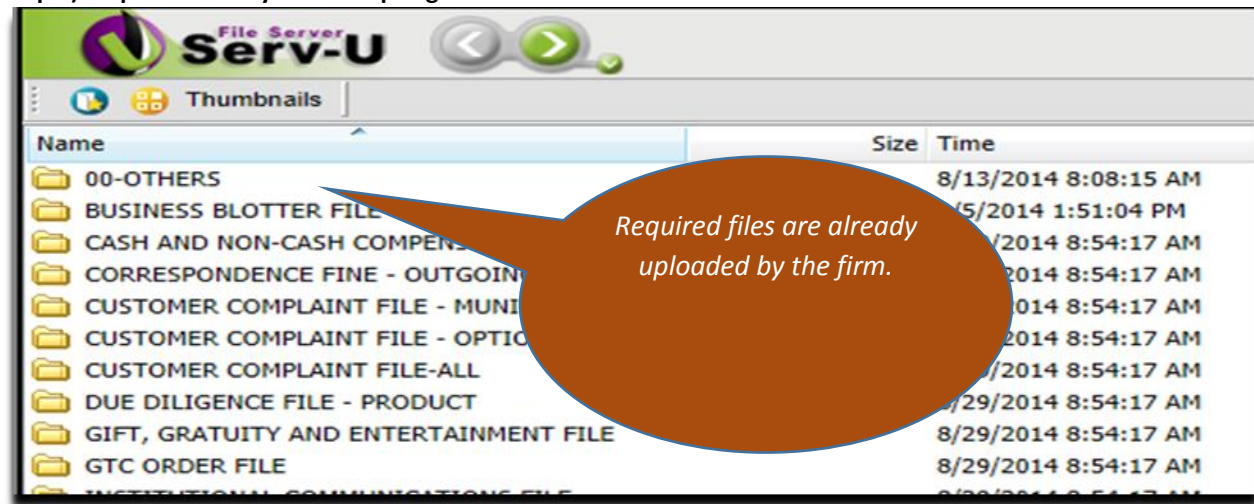 File Server
Serv-U
Thumbnails
Name Size Time
00-OTHERS 8/13/2014 8:08:15 AM
BUSINESS BLOTTER FILE /5/2014 1:51:04 PM
CASH AND NON-CASH COMPENS /2014 8:54:17 AM
CORRESPONDENCE FINE - OUTGOIN 2014 8:54:17 AM
CUSTOMER COMPLAINT FILE - MUNI 2014 8:54:17 AM
CUSTOMER COMPLAINT FILE - OPTIO 2014 8:54:17 AM
CUSTOMER COMPLAINT FILE-ALL /2014 8:54:17 AM
DUE DILIGENCE FILE - PRODUCT /29/2014 8:54:17 AM
GIFT, GRATUITY AND ENTERTAINMENT FILE 8/29/2014 8:54:17 AM
GTC ORDER FILE 8/29/2014 8:54:17 AM
Required files are already
uploaded by the firm.